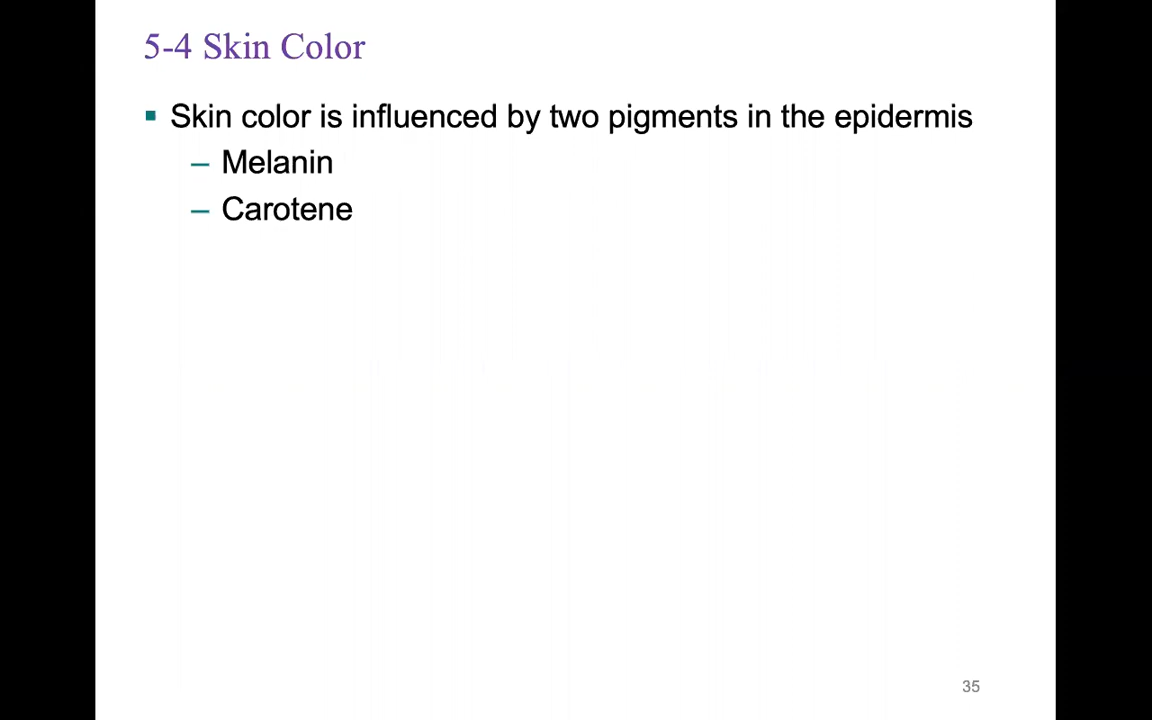 5-4 Skin Color
▪ Skin color is influenced by two pigments in the epidermis
– Melanin
– Carotene
35